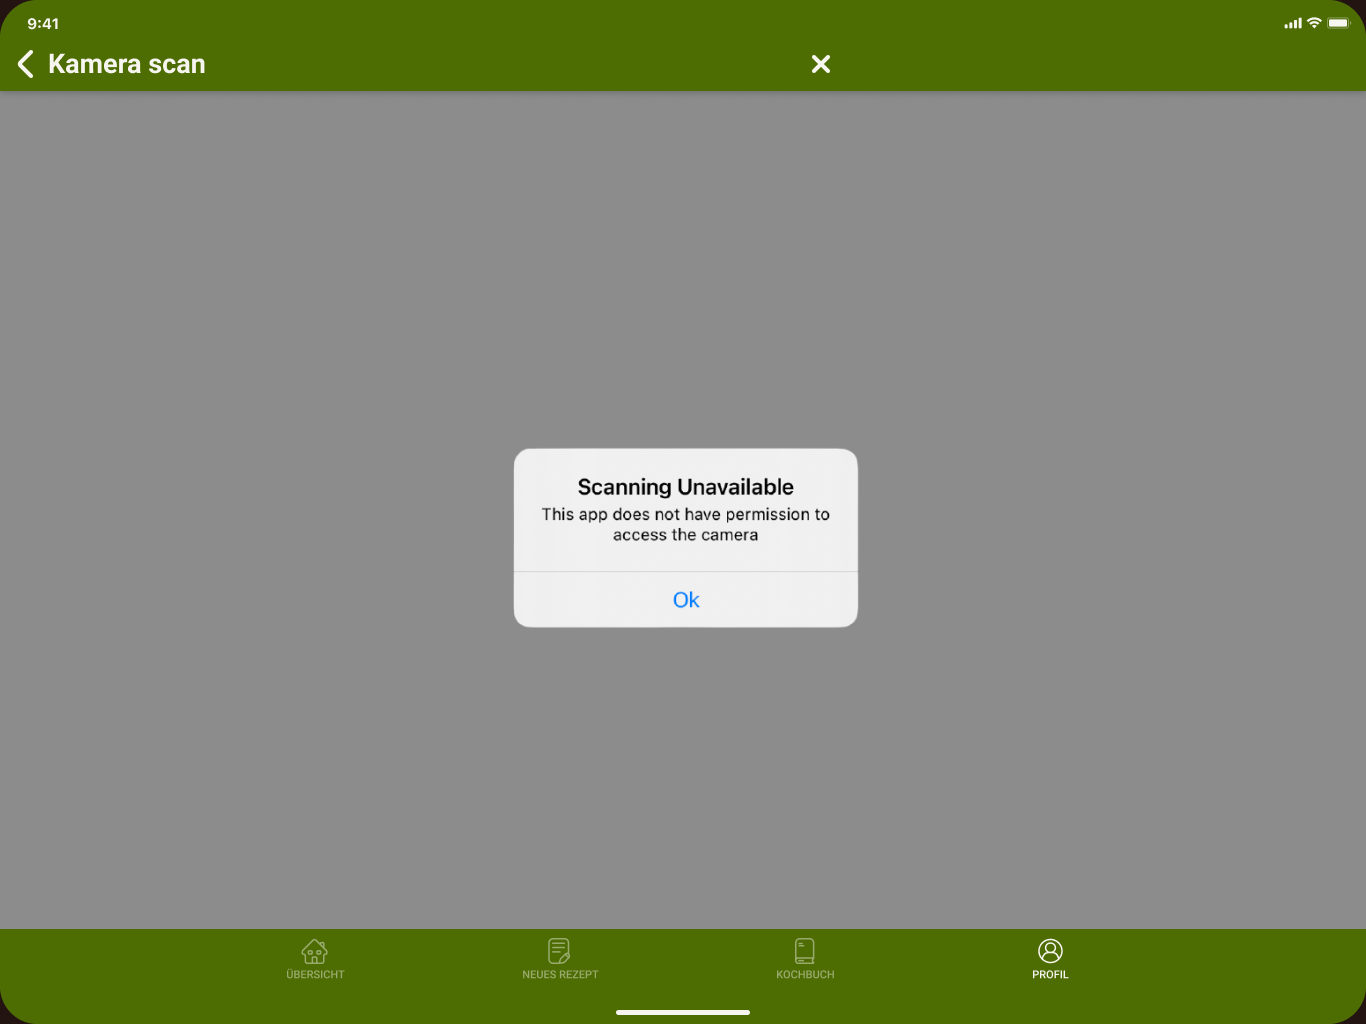 9:41
Kamera scan
Scanning Unavailable
This app does not have permission to
access the camera
Ok
ÜBERSICHT
NEUES REZEPT
KOCHBUCH
PROFIL